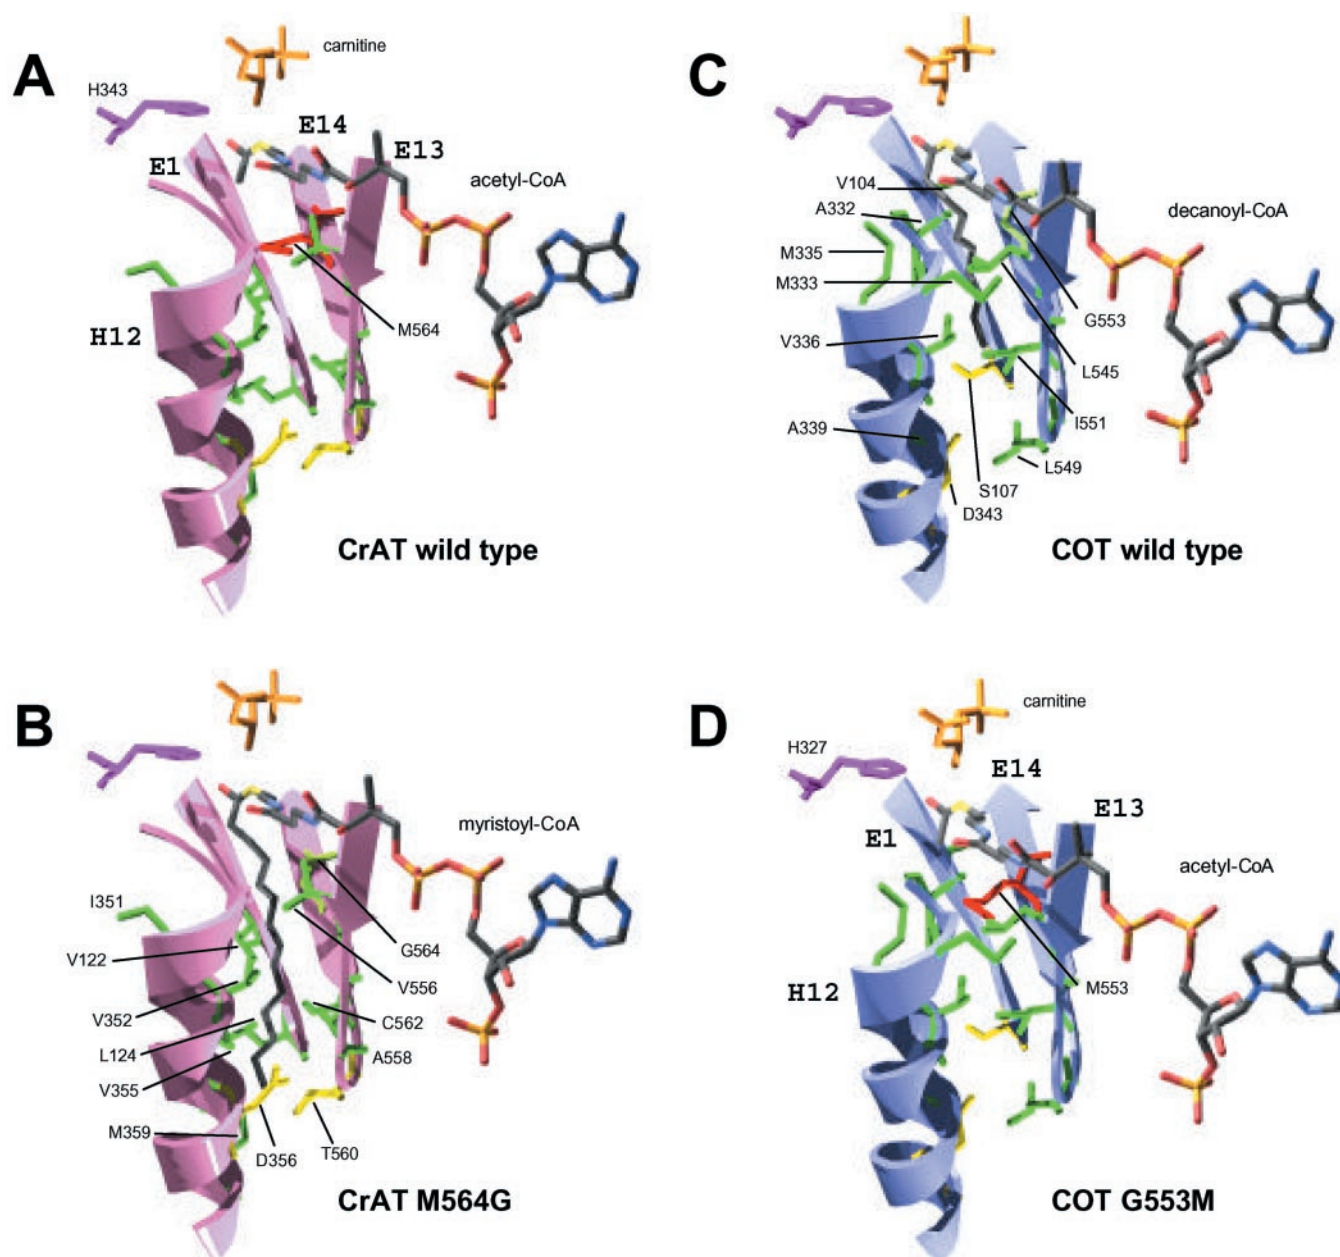 A
carnitine
H343
E14
E1
E13
acetyl-CoA
M564
H12
CrAT wild type
C
V104
A332
decanoyl-CoA
M335
M333
G553
V336
L545
I551
A339
L549
S107
D343
COT wild type
B
myristoyl-CoA
I351
G564
V122
V556
V352
C562
L124
A558
V355
M359
D356
T560
CrAT M564G
D
carnitine
H327
E14
E13
E1
acetyl-CoA
M553
H12
COT G553M